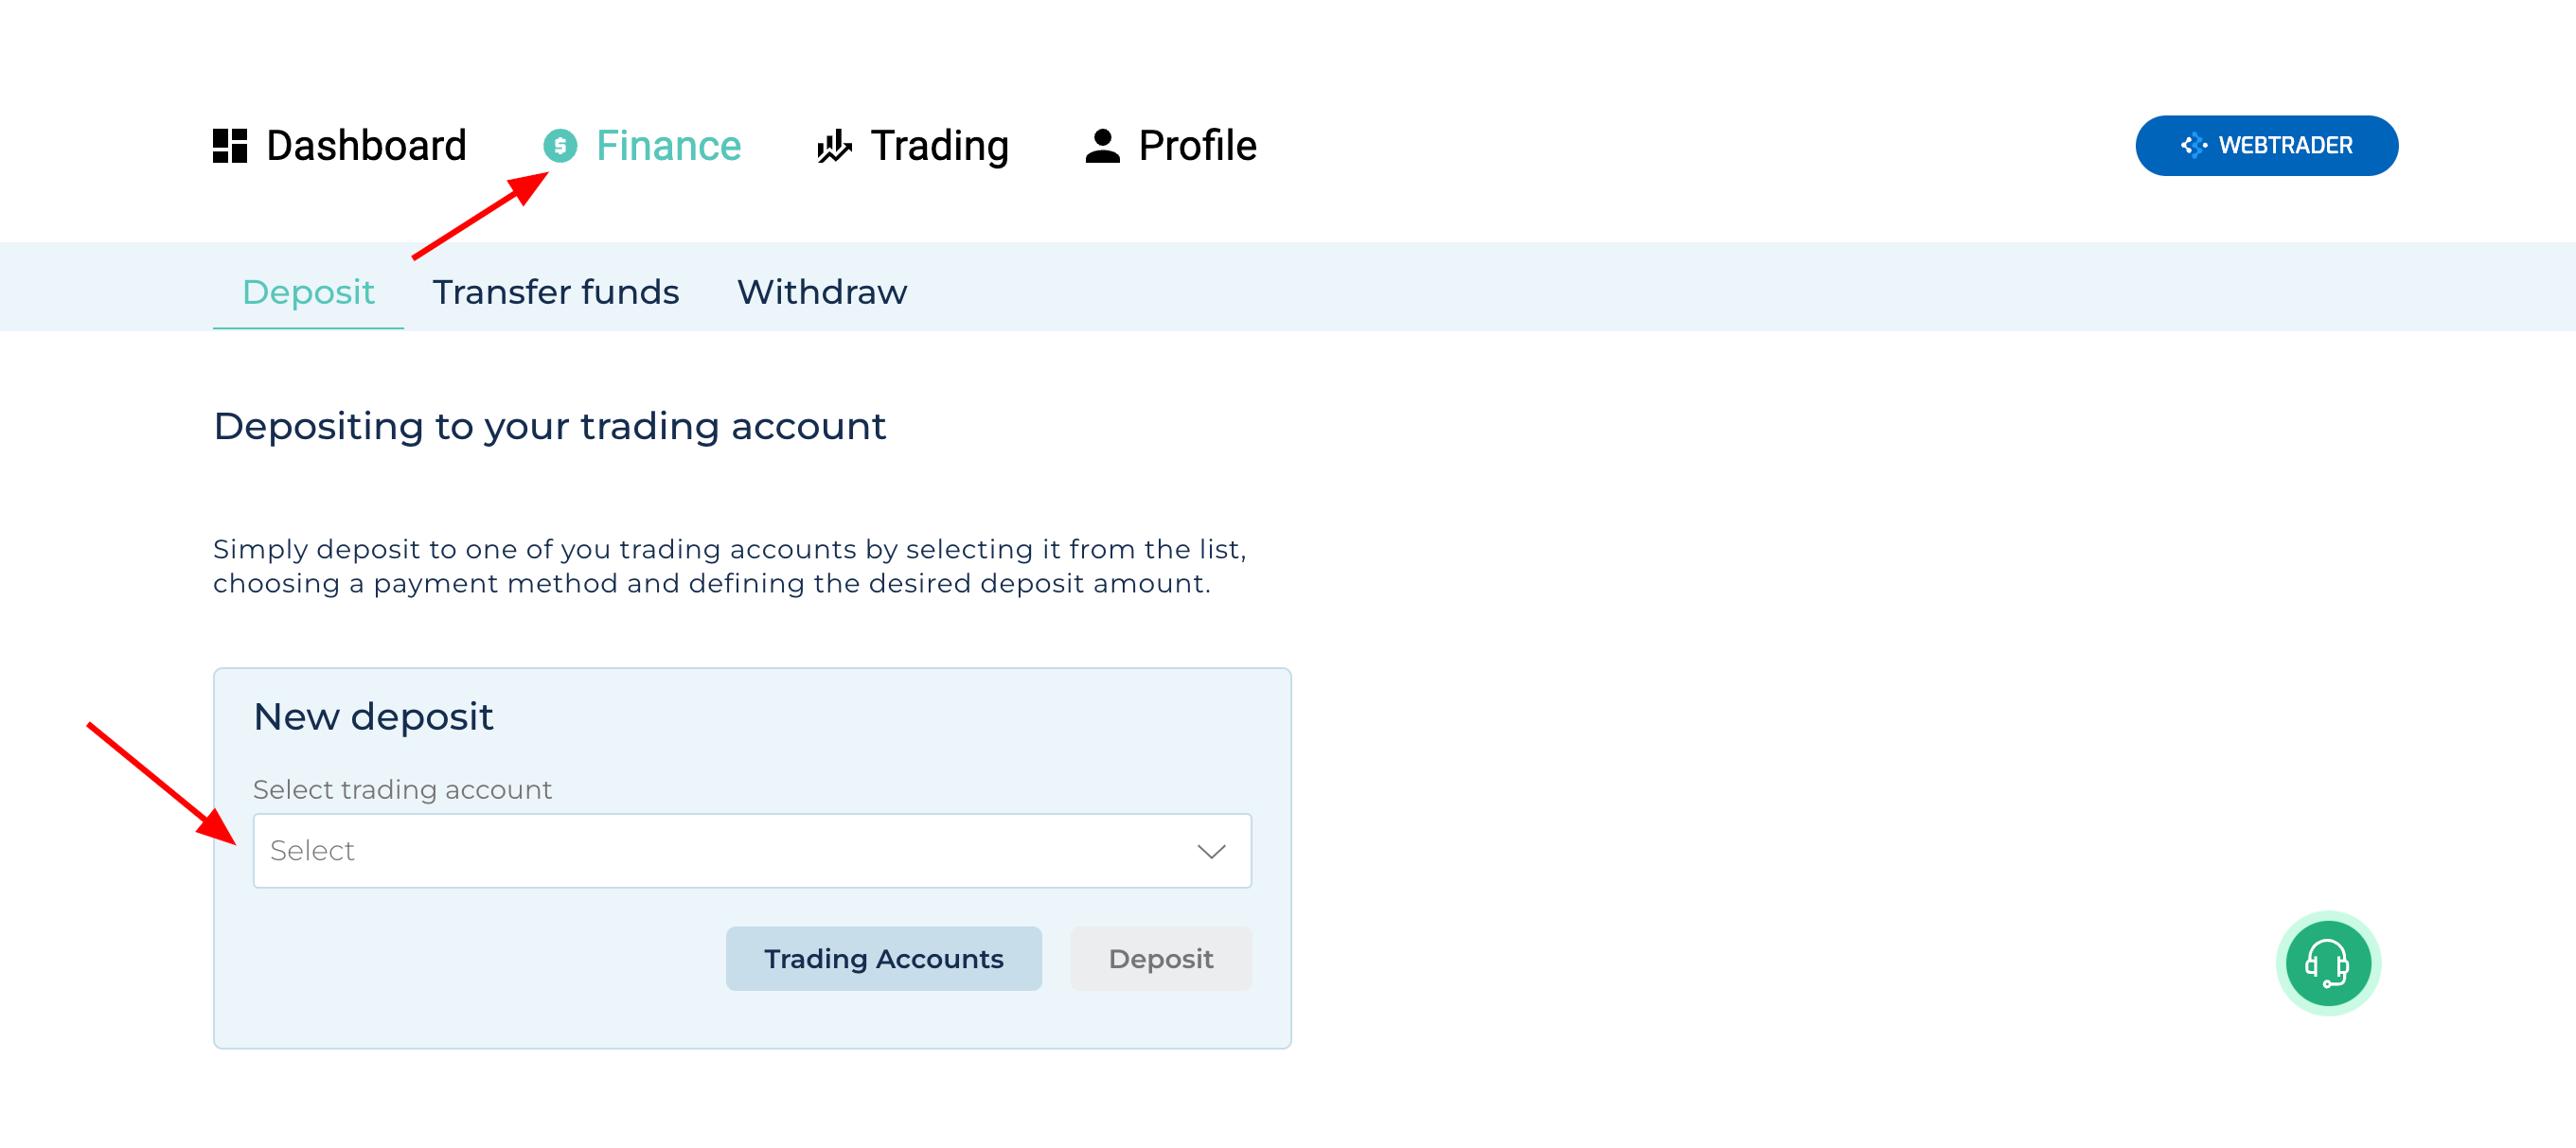 Dashboard
Finance
Trading
Profile
WEBTRADER
Deposit
Transfer funds
Withdraw
Depositing to your trading account
Simply deposit to one of you trading accounts by selecting it from the list,
choosing a payment method and defining the desired deposit amount.
New deposit
Select trading account
Select
Trading Accounts
Deposit